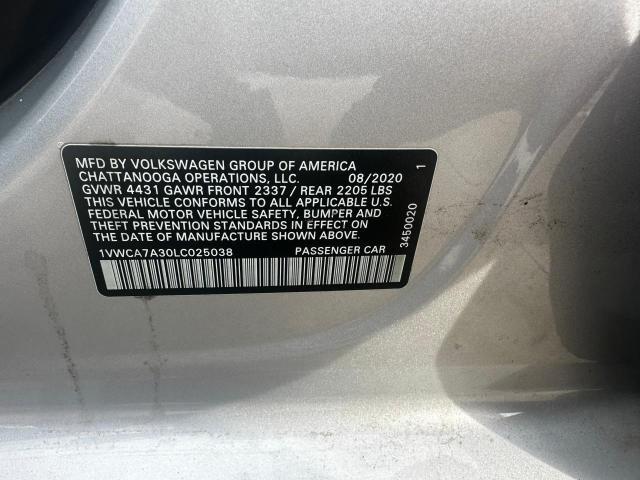 MFD BY VOLKSWAGEN GROUP OF AMERICA
CHATTANOOGA OPERATIONS, LLC. 08/2020
GVWR 4431 GAWR FRONT 2337 / REAR 2205 LBS
THIS VEHICLE CONFORMS TO ALL APPLICABLE U.S.
FEDERAL MOTOR VEHICLE SAFETY, BUMPER AND
THEFT PREVENTION STANDARDS IN EFFECT ON
THE DATE OF MANUFACTURE SHOWN ABOVE.
1VWCA7A30LC025038 PASSENGER CAR
3450020 1